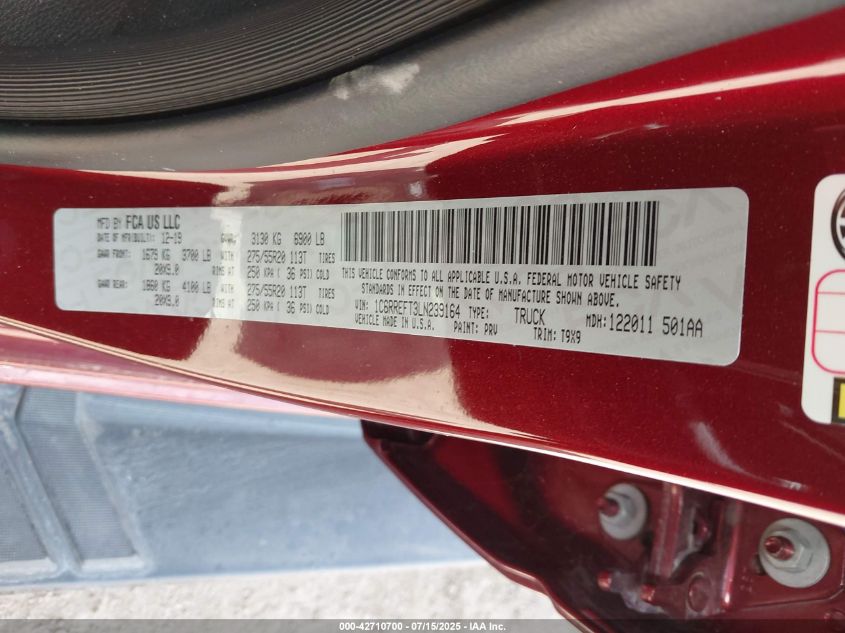 MFD BY FCA US LLC
DATE OF MFR(BUILT): 12-19 GVWR: 3130 KG 6900 LB
GAWR FRONT: 1679 KG 3700 LB WITH 275/55R20 113T TIRES
20X9.0 RIMS AT 250 KPA ( 36 PSI) COLD
GAWR REAR: 1860 KG 4100 LB WITH 275/55R20 113T TIRES
20X9.0 RIMS AT 250 KPA ( 36 PSI) COLD
THIS VEHICLE CONFORMS TO ALL APPLICABLE U.S.A. FEDERAL MOTOR VEHICLE SAFETY
STANDARDS IN EFFECT ON THE DATE OF MANUFACTURE SHOWN ABOVE.
VIN: 1C6RREFT3LN239164 TYPE: TRUCK MDH: 122011 501AA
VEHICLE MADE IN U.S.A. PAINT: PRV TRIM: T9X9
000-42710700 - 07/15/2025 - IAA Inc.